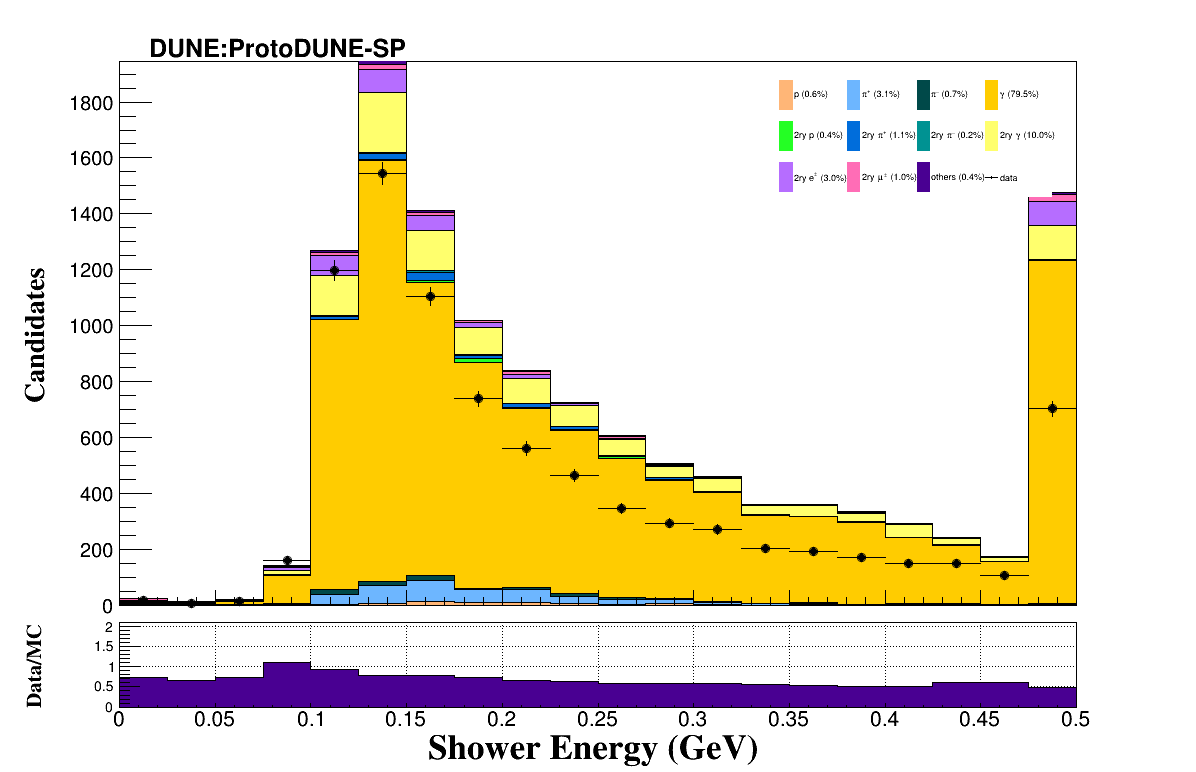 DUNE:ProtoDUNE-SP
Candidates
1800
1600
1400
1200
1000
800
600
400
200
0
p (0.6%) π⁺ (3.1%) π⁻ (0.7%) γ (79.5%)
2ry p (0.4%) 2ry π⁺ (1.1%) 2ry π⁻ (0.2%) 2ry γ (10.0%)
2ry e± (3.0%) 2ry μ± (1.0%) others (0.4%) data
Data/MC
2
1.5
1
0.5
0
0 0.05 0.1 0.15 0.2 0.25 0.3 0.35 0.4 0.45 0.5
Shower Energy (GeV)